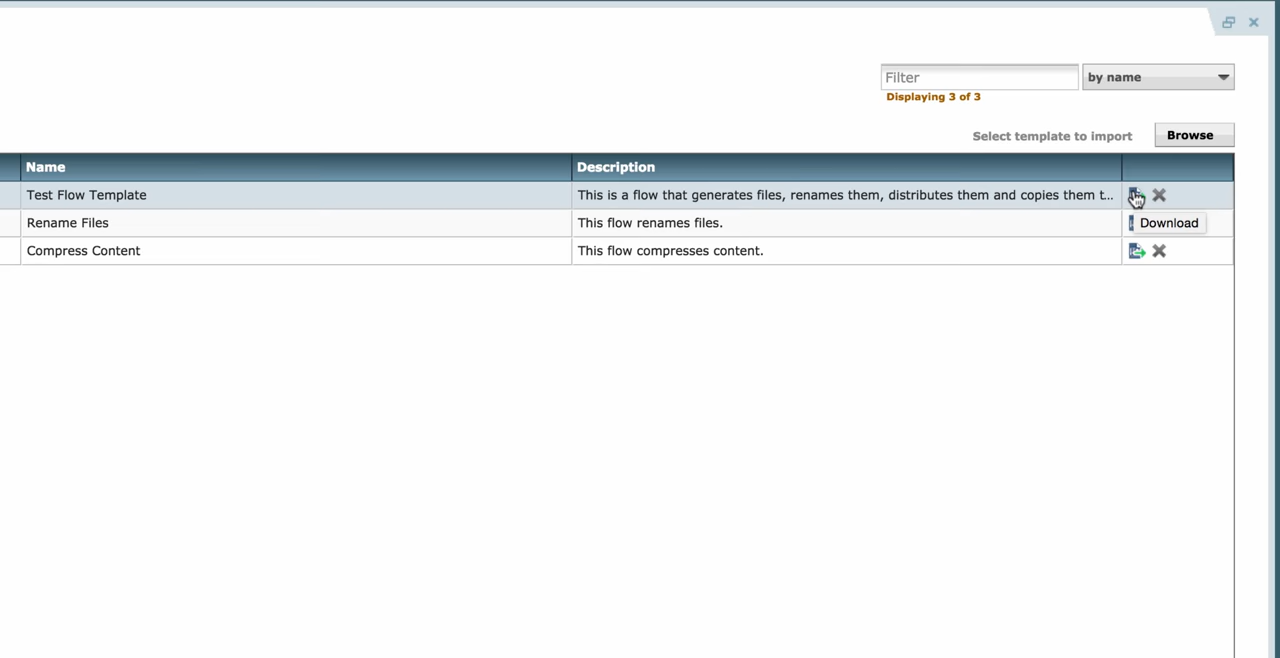 Filter
by name
Displaying 3 of 3
Select template to import
Browse
Name
Description
Test Flow Template
This is a flow that generates files, renames them, distributes them and copies them t...
Rename Files
This flow renames files.
Download
Compress Content
This flow compresses content.